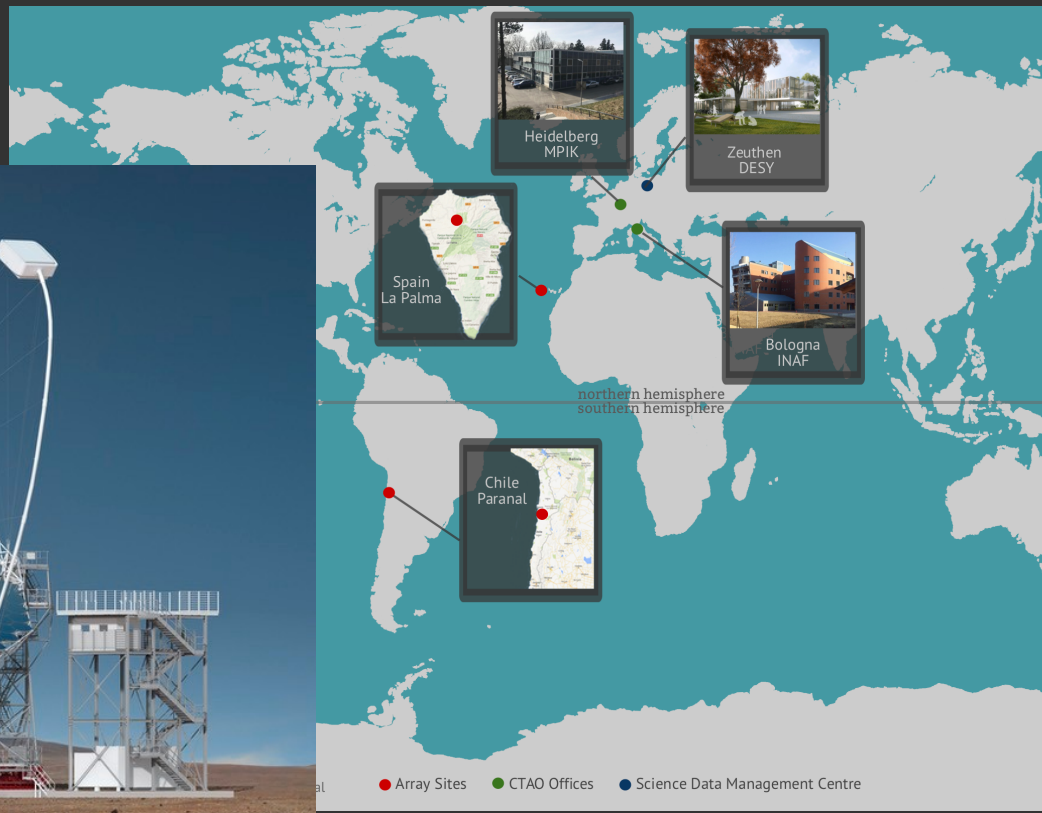 Heidelberg
MPIK
Zeuthen
DESY
Spain
La Palma
Bologna
INAF
northern hemisphere
southern hemisphere
Chile
Paranal
al
Array Sites
CTAO Offices
Science Data Management Centre